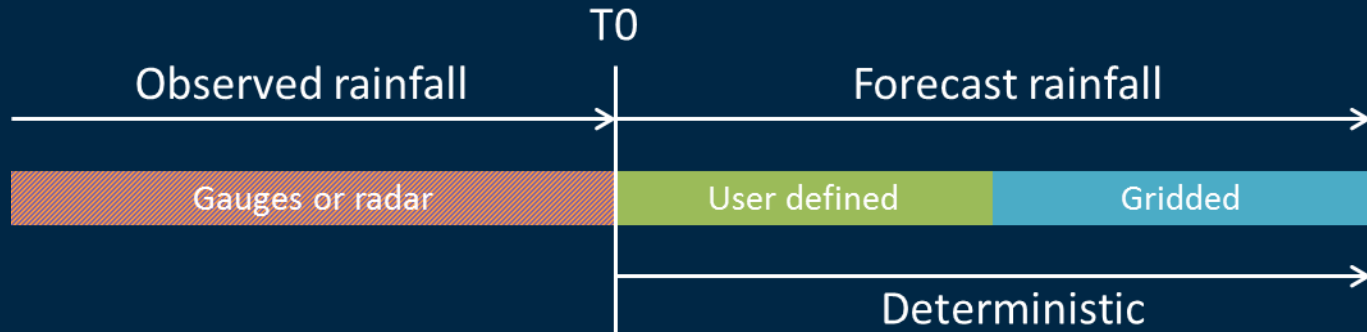 T0
Observed rainfall
Forecast rainfall
Gauges or radar
User defined
Gridded
Deterministic